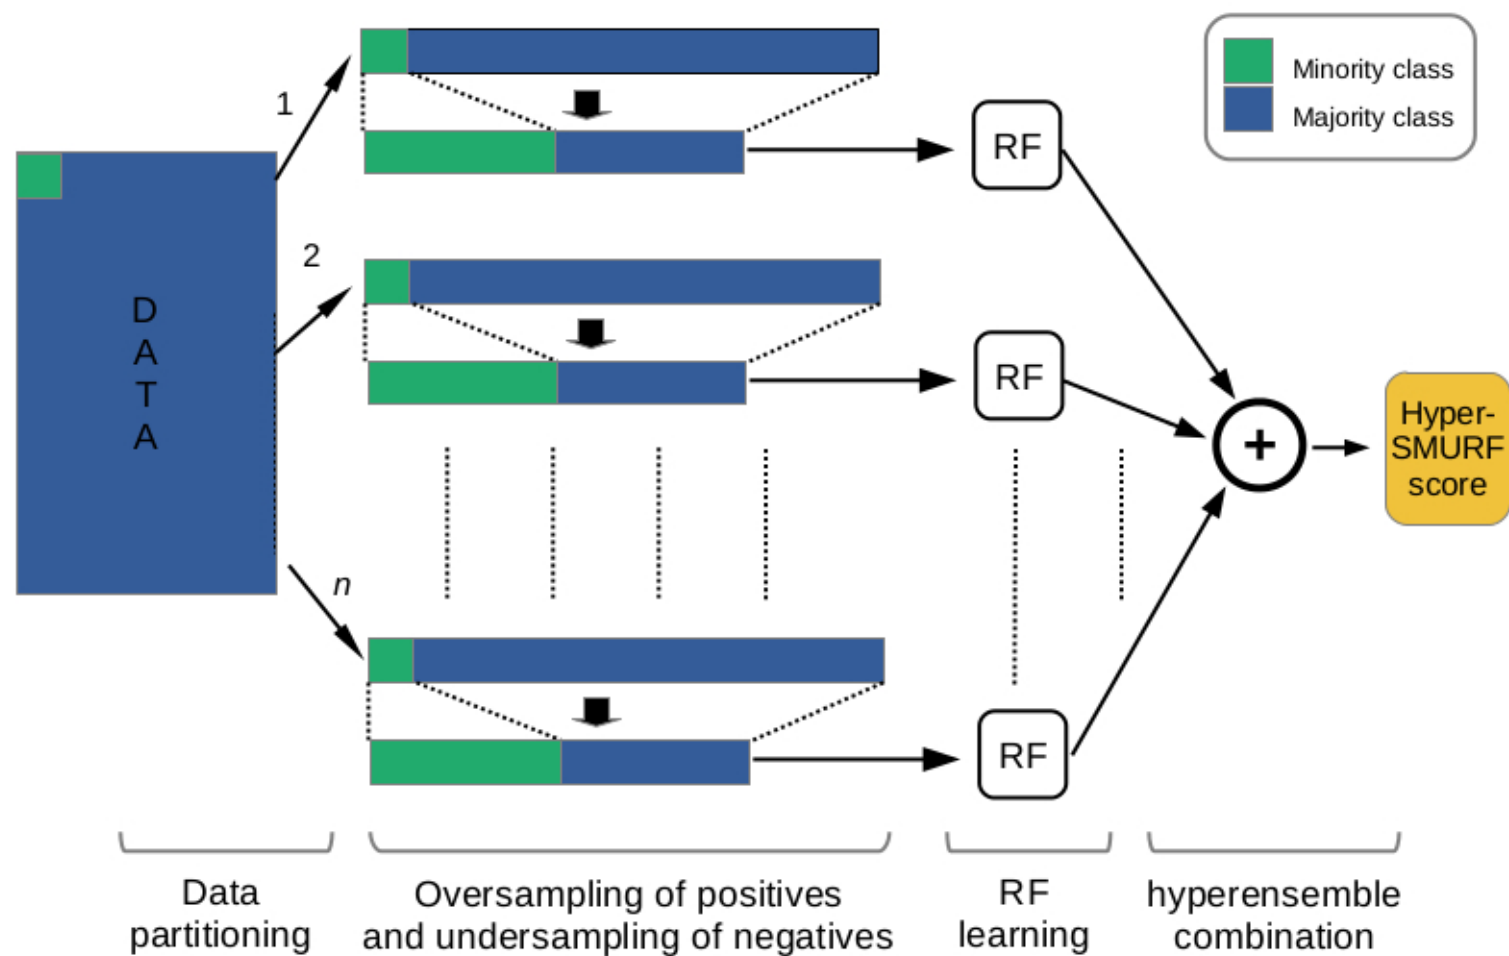 Minority class
Majority class
1
2
n
D
A
T
A
RF
RF
RF
+
Hyper-
SMURF
score
Data
partitioning
Oversampling of positives
and undersampling of negatives
RF
learning
hyperensemble
combination